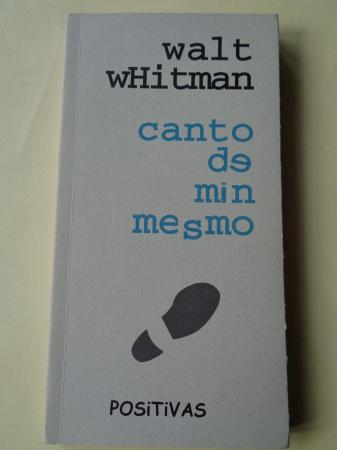 walt
wHitman
canto
de
min
mesmo
POSiTiVAS